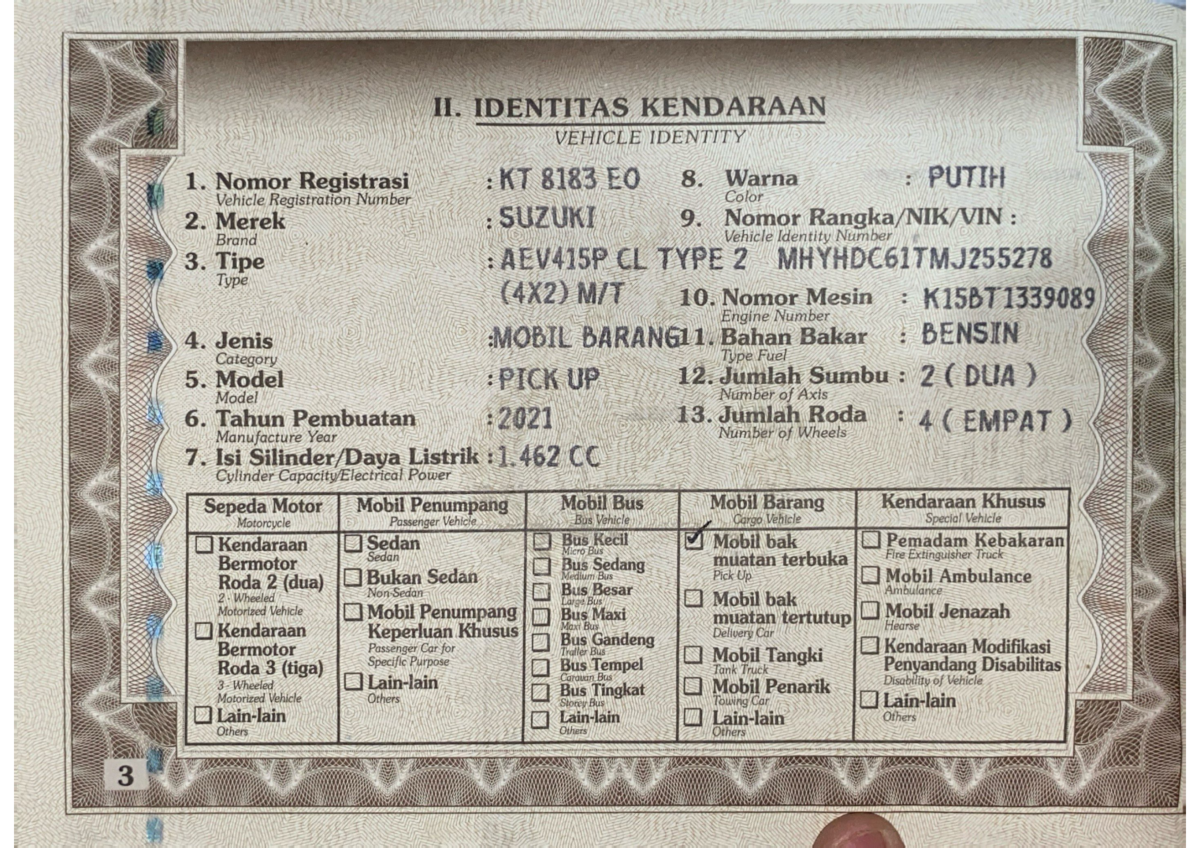 II. IDENTITAS KENDARAAN
VEHICLE IDENTITY
1. Nomor Registrasi : KT 8183 EO
Vehicle Registration Number
2. Merek : SUZUKI
Brand
3. Tipe : AEV415P CL TYPE 2
Type
(4X2) M/T
4. Jenis : MOBIL BARANG
Category
5. Model : PICK UP
Model
6. Tahun Pembuatan : 2021
Manufacture Year
7. Isi Silinder/Daya Listrik : 1.462 CC
Cylinder Capacity/Electrical Power
8. Warna : PUTIH
Color
9. Nomor Rangka/NIK/VIN :
Vehicle Identity Number
MHYHDC61TMJ255278
10. Nomor Mesin : K15BT1339089
Engine Number
11. Bahan Bakar : BENSIN
Type Fuel
12. Jumlah Sumbu : 2 ( DUA )
Number of Axis
13. Jumlah Roda : 4 ( EMPAT )
Number of Wheels
Sepeda Motor
Motorcycle
Kendaraan
Bermotor
Roda 2 (dua)
2 - Wheeled
Motorized Vehicle
Kendaraan
Bermotor
Roda 3 (tiga)
3 - Wheeled
Motorized Vehicle
Lain-lain
Others
Mobil Penumpang
Passenger Vehicle
Sedan
Sedan
Bukan Sedan
Non-Sedan
Mobil Penumpang
Keperluan Khusus
Passenger Car for
Specific Purpose
Lain-lain
Others
Mobil Bus
Bus Vehicle
Bus Kecil
Micro Bus
Bus Sedang
Medium Bus
Bus Besar
Large Bus
Bus Maxi
Maxi Bus
Bus Gandeng
Trailer Bus
Bus Tempel
Caravan Bus
Bus Tingkat
Storey Bus
Lain-lain
Others
Mobil Barang
Cargo Vehicle
Mobil bak
muatan terbuka
Pick Up
Mobil bak
muatan tertutup
Delivery Car
Mobil Tangki
Tank Truck
Mobil Penarik
Towing Car
Lain-lain
Others
Kendaraan Khusus
Special Vehicle
Pemadam Kebakaran
Fire Extinguisher Truck
Mobil Ambulance
Ambulance
Mobil Jenazah
Hearse
Kendaraan Modifikasi
Penyandang Disabilitas
Disability of Vehicle
Lain-lain
Others
3